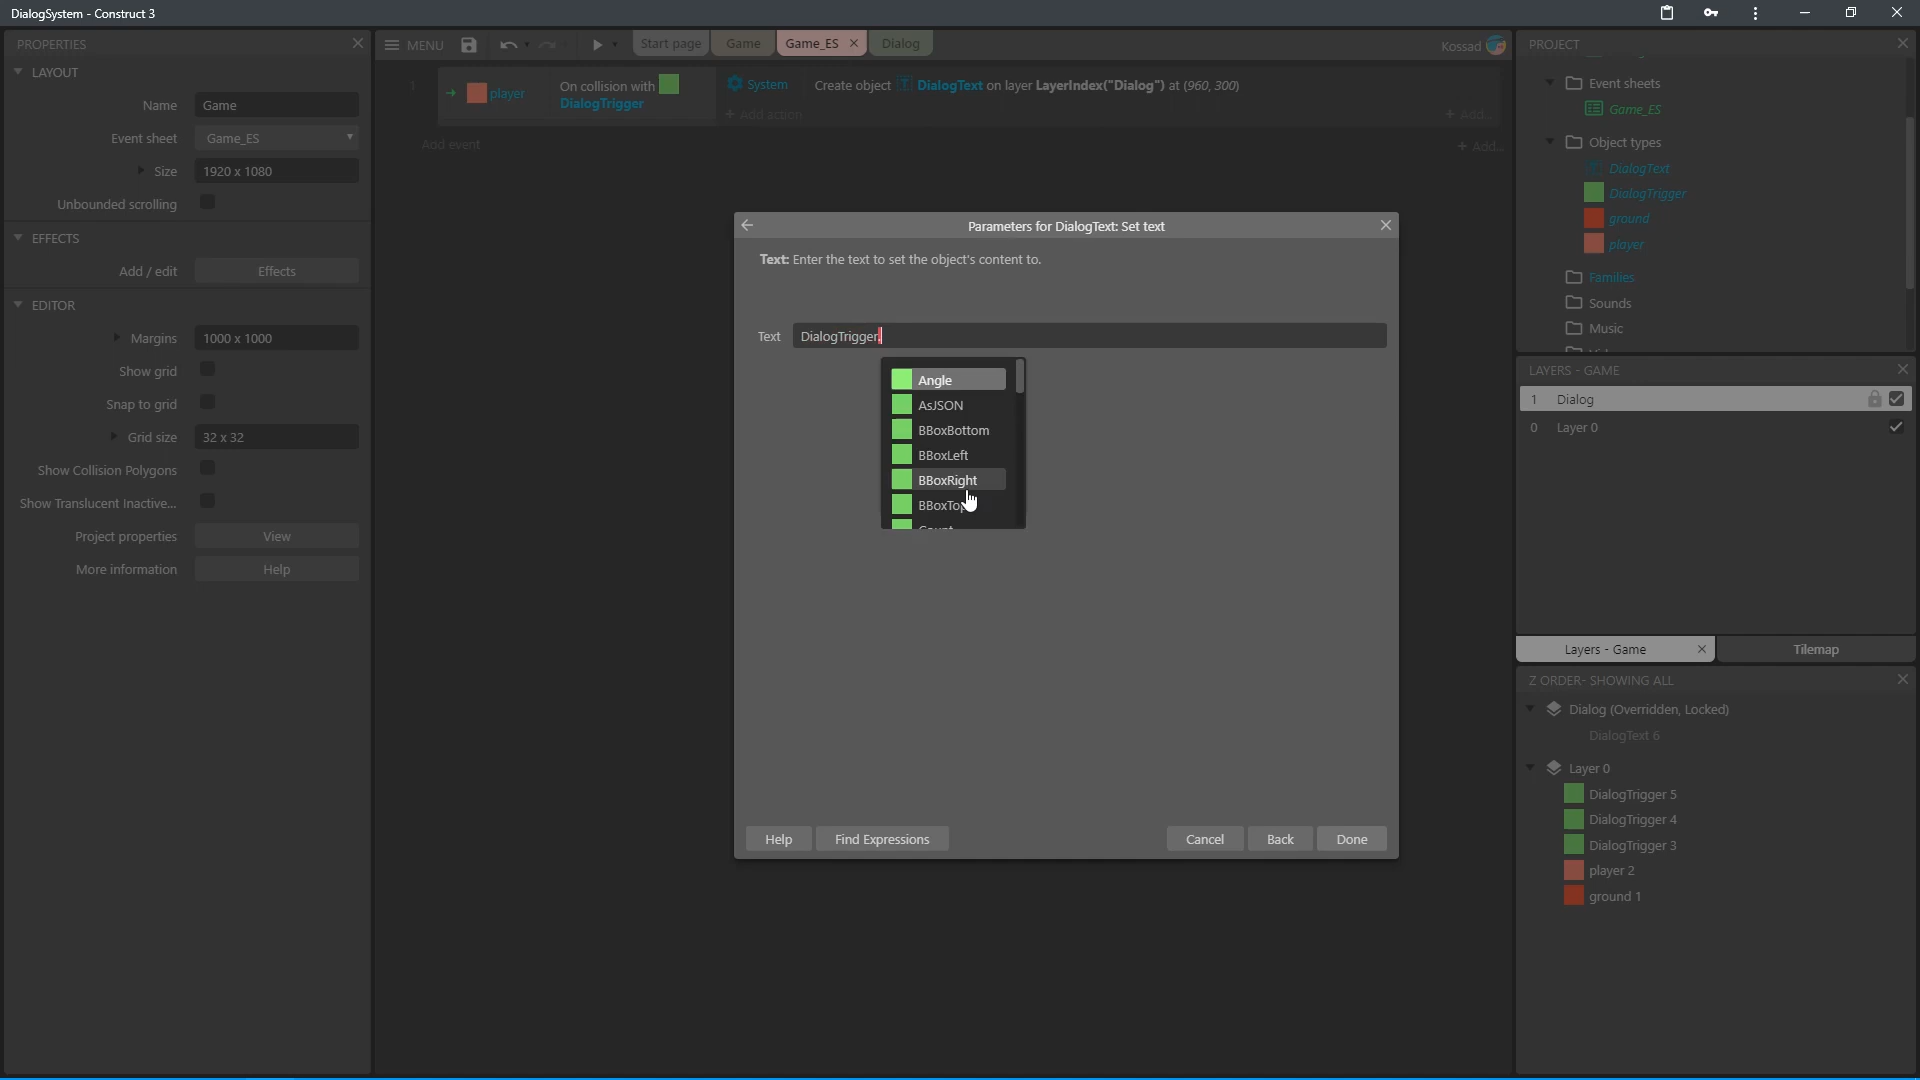 DialogSystem - Construct 3
PROPERTIES
LAYOUT
Name Game
Event sheet Game_ES
Size 1920 x 1080
Unbounded scrolling
EFFECTS
Add / edit Effects
EDITOR
Margins 1000 x 1000
Show grid
Snap to grid
Grid size 32 x 32
Show Collision Polygons
Show Translucent Inactive...
Project properties View
More information Help
MENU
Start page Game Game_ES Dialog
Kossad
1 player On collision with DialogTrigger
System Create object DialogText on layer LayerIndex("Dialog") at (960, 300)
+ Add action + Add...
Add event + Add...
Parameters for DialogText: Set text
Text: Enter the text to set the object's content to.
Text DialogTrigger.
Angle
AsJSON
BBoxBottom
BBoxLeft
BBoxRight
BBoxTop
Count
Help Find Expressions Cancel Back Done
PROJECT
Event sheets
Game_ES
Object types
DialogText
DialogTrigger
ground
player
Families
Sounds
Music
LAYERS - GAME
1 Dialog
0 Layer 0
Layers - Game Tilemap
Z ORDER- SHOWING ALL
Dialog (Overridden, Locked)
DialogText 6
Layer 0
DialogTrigger 5
DialogTrigger 4
DialogTrigger 3
player 2
ground 1